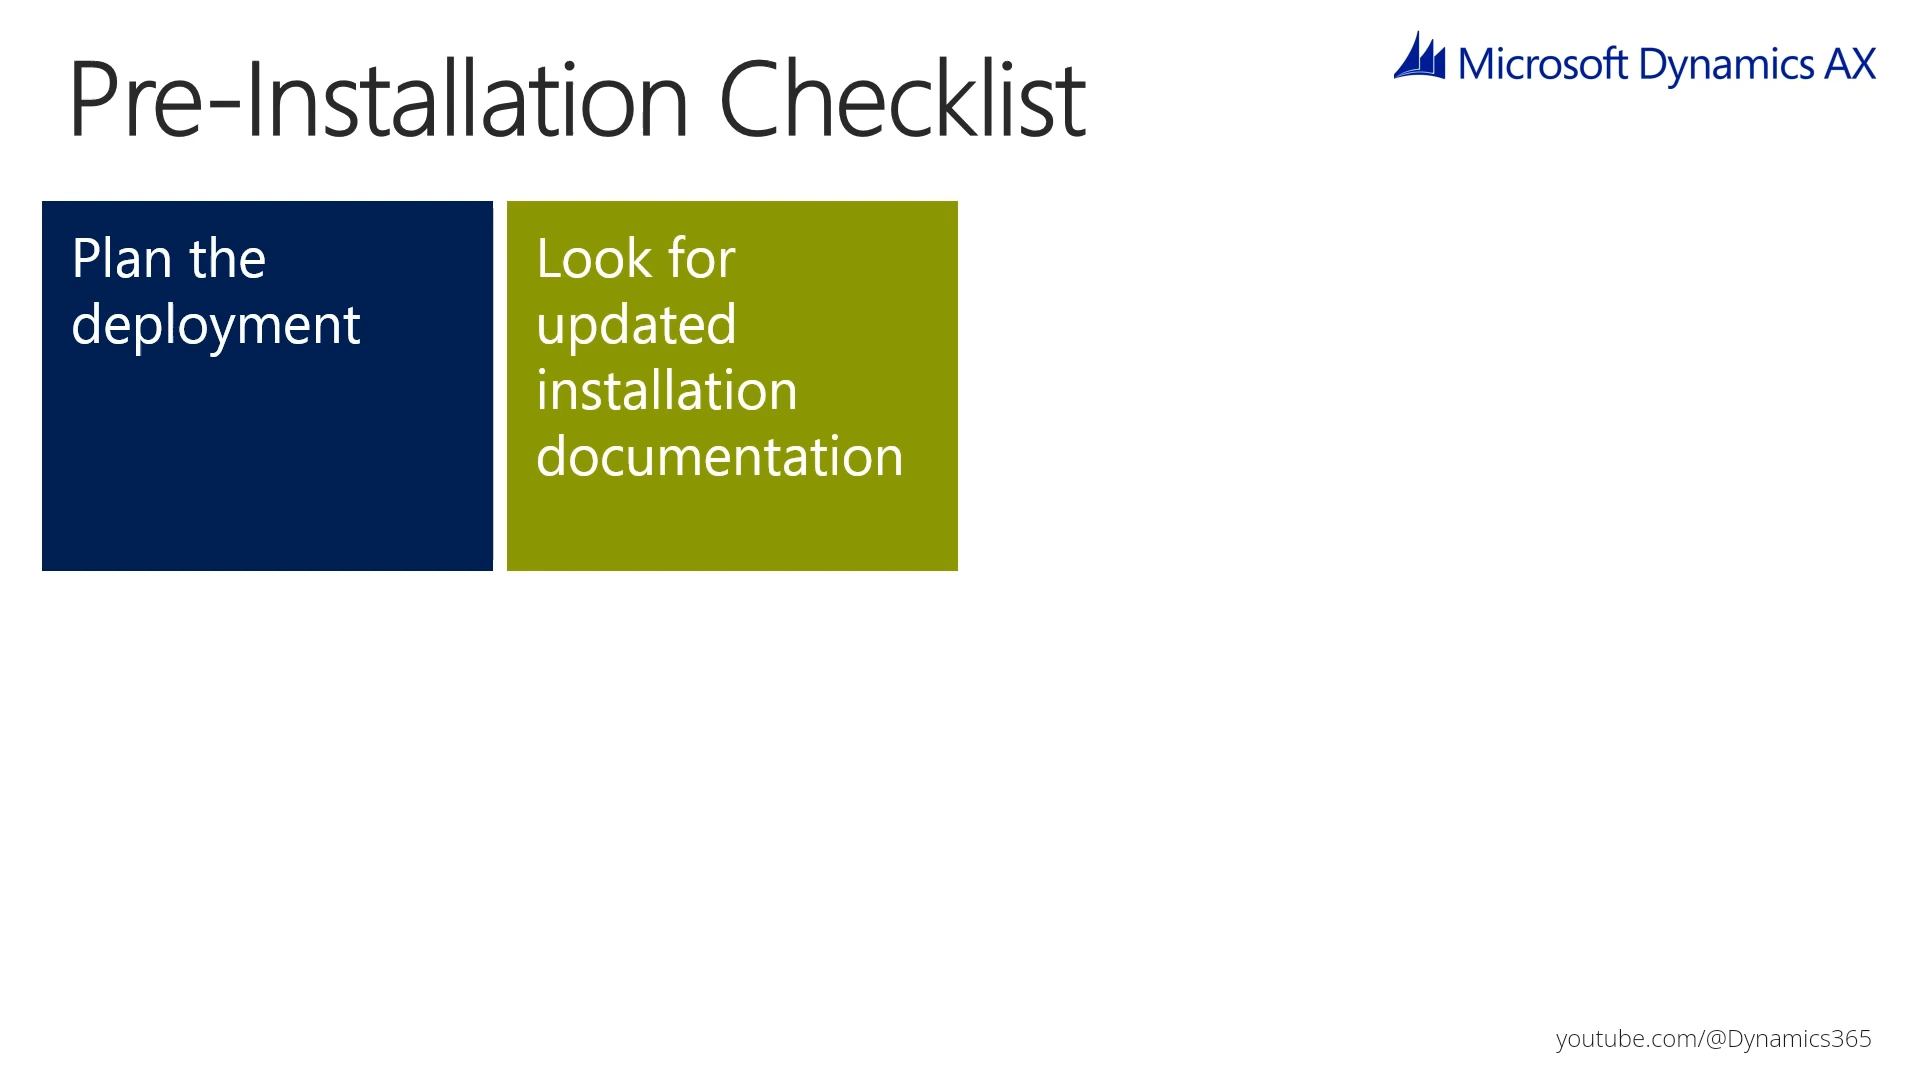 Pre-Installation Checklist
Microsoft Dynamics AX
Plan the
deployment
Look for
updated
installation
documentation
youtube.com/@Dynamics365